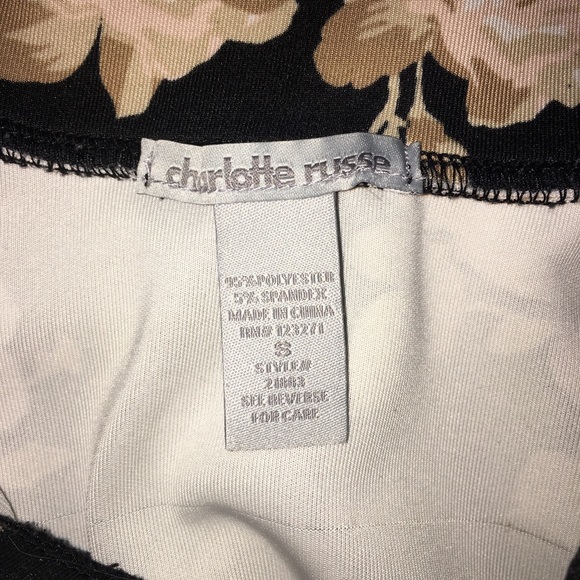 charlotte russe
95%POLYESTER
5% SPANDEX
MADE IN CHINA
RN# 123271
S
STYLE#
21883
SEE REVERSE
FOR CARE